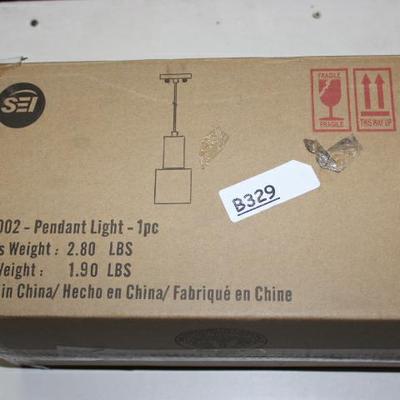 SEI
FRAGILE
FRAGILE
THIS WAY UP
B329
002 - Pendant Light - 1pc
s Weight : 2.80 LBS
Weight : 1.90 LBS
in China/ Hecho en China/ Fabriqué en Chine